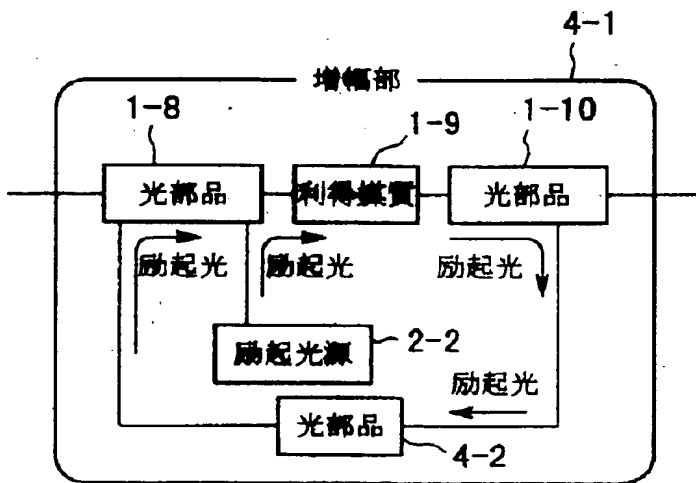 4-1
増幅部
1-8
1-9
1-10
光部品
利得媒質
光部品
励起光
励起光
励起光
励起光源
2-2
励起光
光部品
4-2